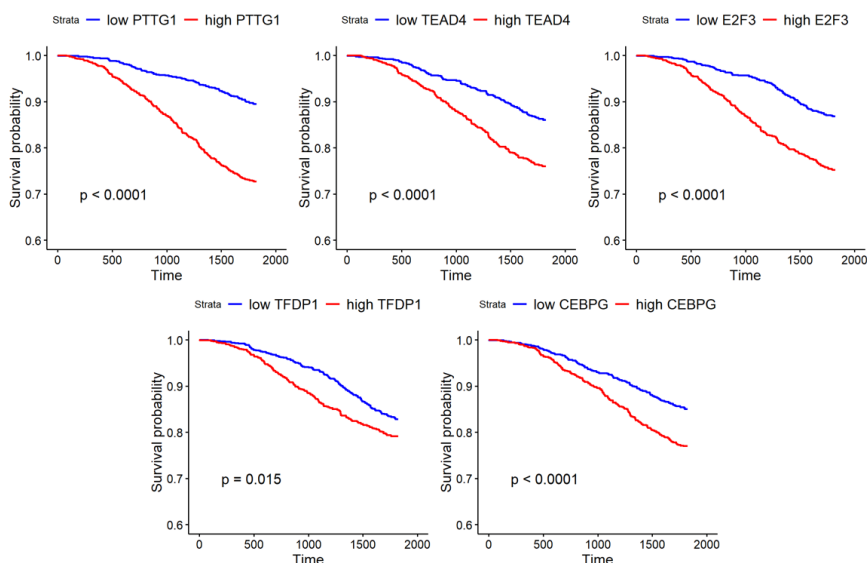 Strata low PTTG1 high PTTG1
1.0
0.9
0.8
0.7
0.6
Survival probability
p < 0.0001
0 500 1000 1500 2000
Time
Strata low TEAD4 high TEAD4
1.0
0.9
0.8
0.7
0.6
Survival probability
p < 0.0001
0 500 1000 1500 2000
Time
Strata low E2F3 high E2F3
1.0
0.9
0.8
0.7
0.6
Survival probability
p < 0.0001
0 500 1000 1500 2000
Time
Strata low TFDP1 high TFDP1
1.0
0.9
0.8
0.7
0.6
Survival probability
p = 0.015
0 500 1000 1500 2000
Time
Strata low CEBPG high CEBPG
1.0
0.9
0.8
0.7
0.6
Survival probability
p < 0.0001
0 500 1000 1500 2000
Time